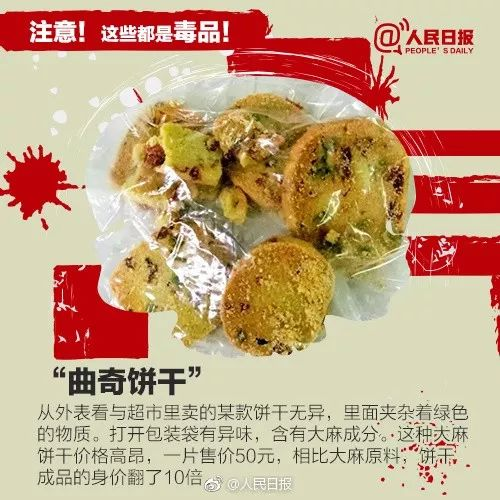 注意！这些都是毒品！
@人民日报
PEOPLE'S DAILY
“曲奇饼干”
从外表看与超市里卖的某款饼干无异，里面夹杂着绿色
的物质。打开包装袋有异味，含有大麻成分。这种大麻
饼干价格高昂，一片售价50元，相比大麻原料，饼干
成品的身价翻了10倍
@人民日报